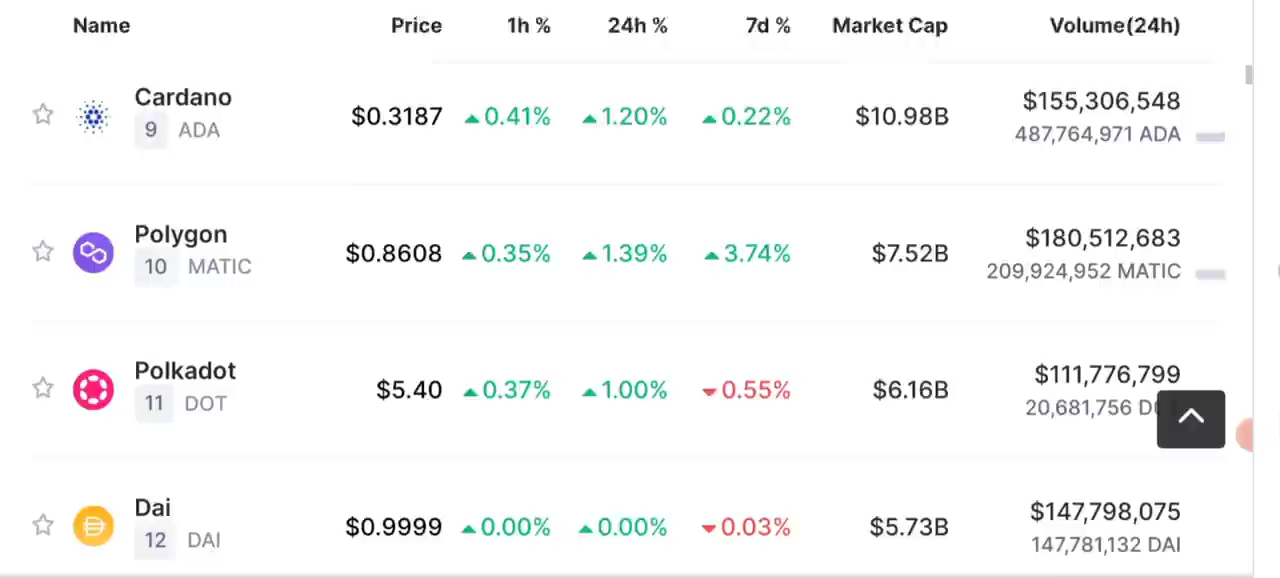 Name Price 1h % 24h % 7d % Market Cap Volume(24h)
Cardano
9 ADA
$0.3187 0.41% 1.20% 0.22% $10.98B $155,306,548
487,764,971 ADA
Polygon
10 MATIC
$0.8608 0.35% 1.39% 3.74% $7.52B $180,512,683
209,924,952 MATIC
Polkadot
11 DOT
$5.40 0.37% 1.00% 0.55% $6.16B $111,776,799
20,681,756
Dai
12 DAI
$0.9999 0.00% 0.00% 0.03% $5.73B $147,798,075
147,781,132 DAI